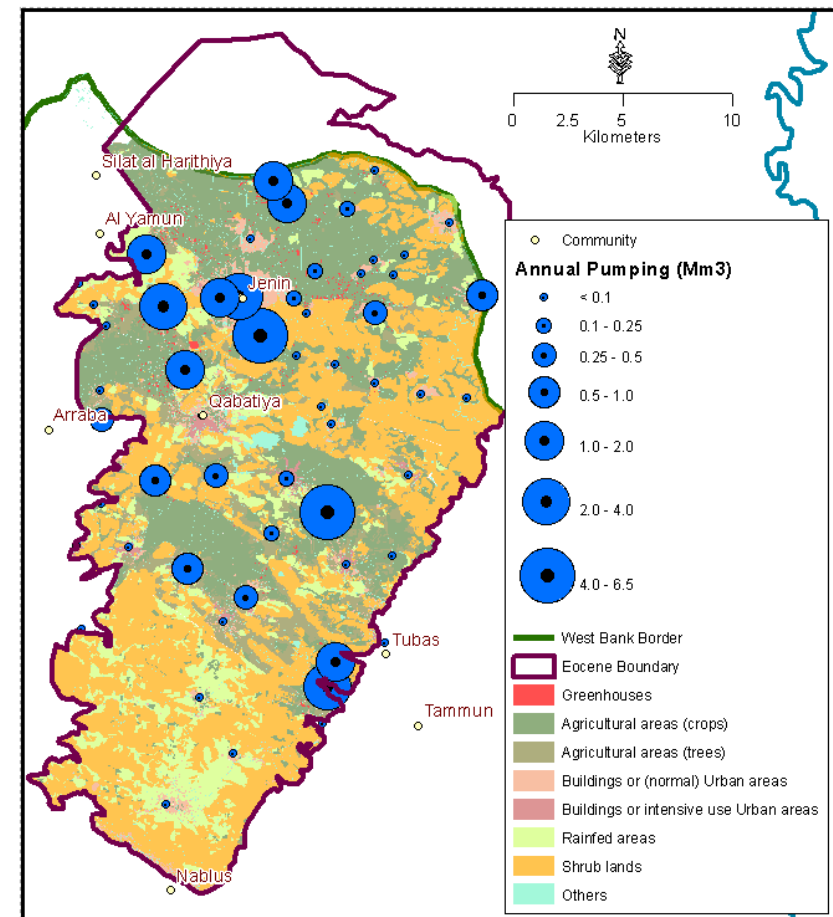 N
0 2.5 5 10
Kilometers
Silat al Harithiya
Al Yamun
Jenin
Arraba
Qabatiya
Tubas
Tammun
Nablus
Community
Annual Pumping (Mm3)
< 0.1
0.1 - 0.25
0.25 - 0.5
0.5 - 1.0
1.0 - 2.0
2.0 - 4.0
4.0 - 6.5
West Bank Border
Eocene Boundary
Greenhouses
Agricultural areas (crops)
Agricultural areas (trees)
Buildings or (normal) Urban areas
Buildings or intensive use Urban areas
Rainfed areas
Shrub lands
Others